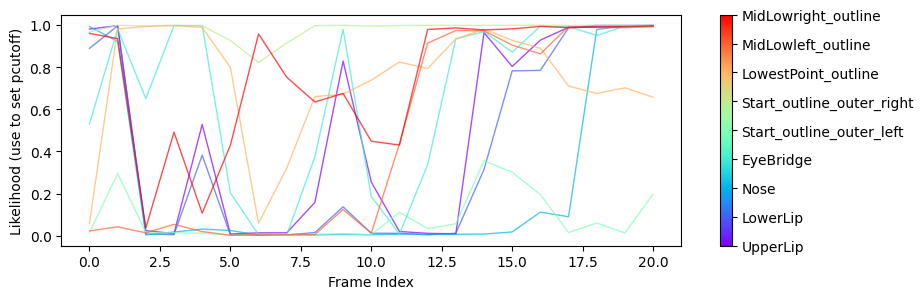 Likelihood (use to set pcutoff)
1.0
0.8
0.6
0.4
0.2
0.0
0.0 2.5 5.0 7.5 10.0 12.5 15.0 17.5 20.0
Frame Index
MidLowright_outline
MidLowleft_outline
LowestPoint_outline
Start_outline_outer_right
Start_outline_outer_left
EyeBridge
Nose
LowerLip
UpperLip